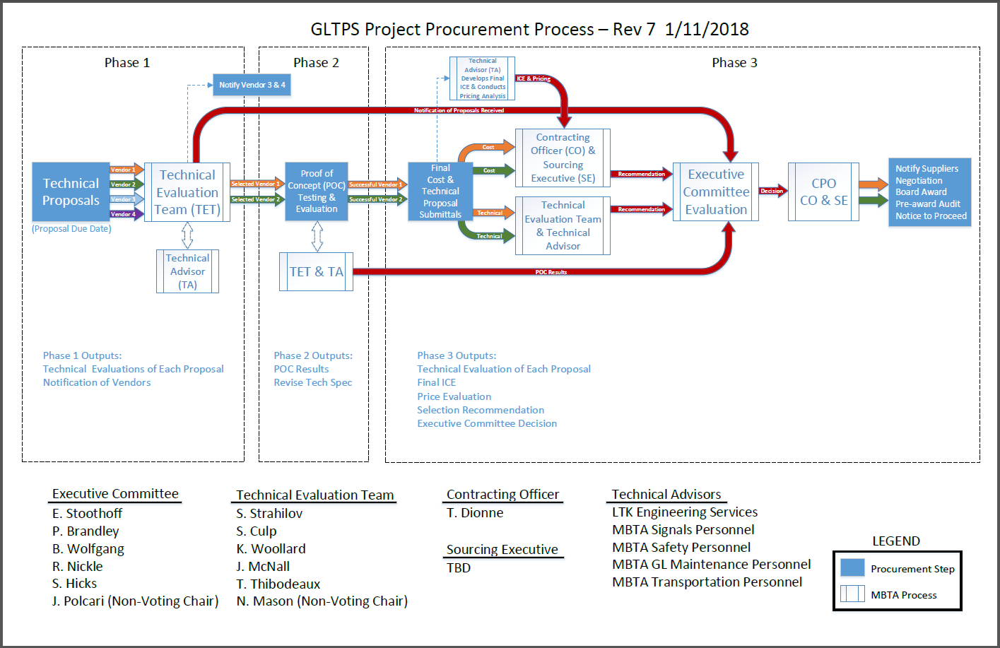 GLTPS Project Procurement Process – Rev 7 1/11/2018
Phase 1
Notify Vendor 3 & 4
Technical
Proposals
(Proposal Due Date)
Vendor 1
Vendor 2
Vendor 3
Vendor 4
Technical
Evaluation
Team (TET)
Technical
Advisor
(TA)
Selected Vendor 1
Selected Vendor 2
Phase 1 Outputs:
Technical Evaluations of Each Proposal
Notification of Vendors
Phase 2
Proof of
Concept (POC)
Testing &
Evaluation
TET & TA
Successful Vendor 1
Successful Vendor 2
Phase 2 Outputs:
POC Results
Revise Tech Spec
Phase 3
Technical
Advisor (TA)
Develops Final
ICE & Conducts
Pricing Analysis
ICE & Pricing
Notification of Proposals Received
Final
Cost &
Technical
Proposal
Submittals
Cost
Cost
Technical
Technical
Contracting
Officer (CO) &
Sourcing
Executive (SE)
Technical
Evaluation Team
& Technical
Advisor
Recommendation
Recommendation
POC Results
Executive
Committee
Evaluation
Decision
CPO
CO & SE
Notify Suppliers
Negotiation
Board Award
Pre-award Audit
Notice to Proceed
Phase 3 Outputs:
Technical Evaluation of Each Proposal
Final ICE
Price Evaluation
Selection Recommendation
Executive Committee Decision
Executive Committee
E. Stoothoff
P. Brandley
B. Wolfgang
R. Nickle
S. Hicks
J. Polcari (Non-Voting Chair)
Technical Evaluation Team
S. Strahilov
S. Culp
K. Woollard
J. McNall
T. Thibodeaux
N. Mason (Non-Voting Chair)
Contracting Officer
T. Dionne
Sourcing Executive
TBD
Technical Advisors
LTK Engineering Services
MBTA Signals Personnel
MBTA Safety Personnel
MBTA GL Maintenance Personnel
MBTA Transportation Personnel
LEGEND
Procurement Step
MBTA Process